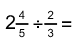 2 4/5 ÷ 2/3 =